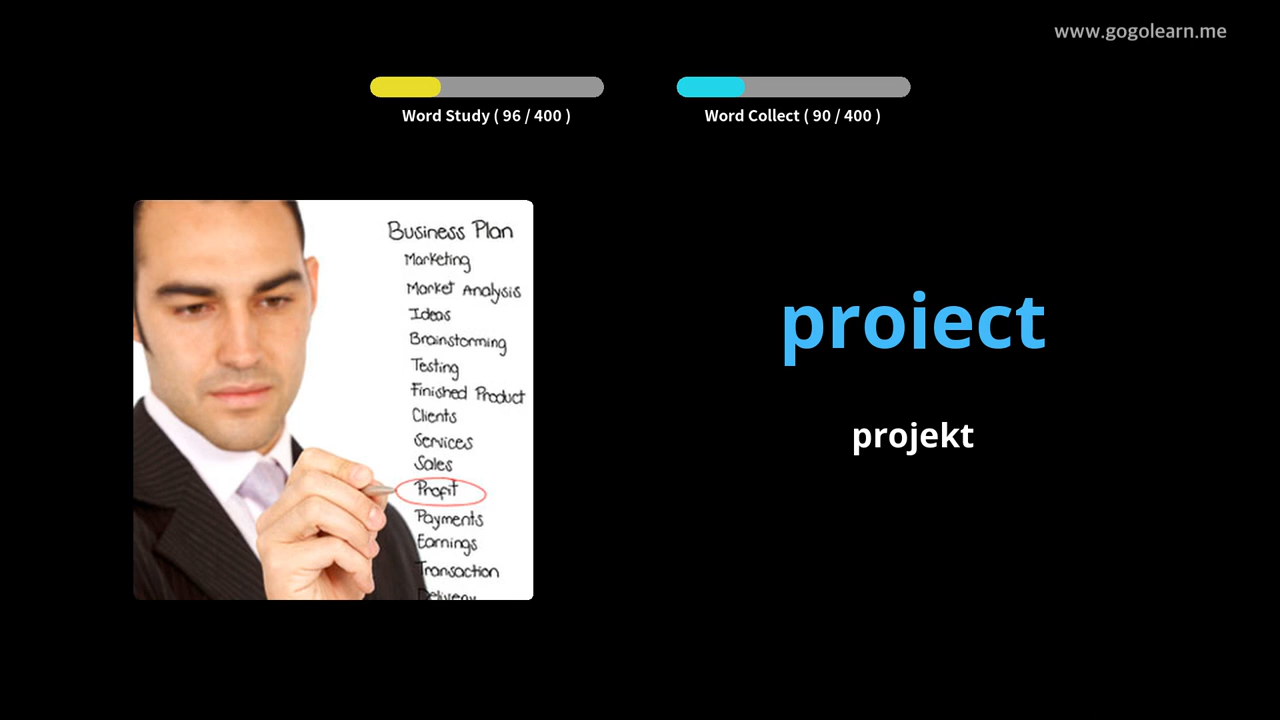 www.gogolearn.me
Word Study ( 96 / 400 )
Word Collect ( 90 / 400 )
Business Plan
Marketing
Market Analysis
Ideas
Brainstorming
Testing
Finished Product
Clients
Services
Sales
Profit
Payments
Earnings
Transaction
Delivery
proiect
projekt